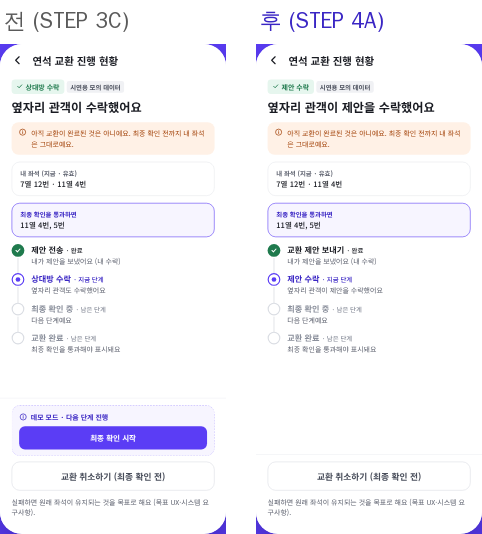 전 (STEP 3C)
연석 교환 진행 현황
상대방 수락
시연용 모의 데이터
옆자리 관객이 수락했어요
아직 교환이 완료된 것은 아니에요. 최종 확인 전까지 내 좌석
은 그대로예요.
내 좌석 (지금 · 유효)
7열 12번 · 11열 4번
최종 확인을 통과하면
11열 4번, 5번
제안 전송 · 완료
내가 제안을 보냈어요 (내 수락)
상대방 수락 · 지금 단계
옆자리 관객도 수락했어요
최종 확인 중 · 남은 단계
다음 단계예요
교환 완료 · 남은 단계
최종 확인을 통과해야 표시돼요
데모 모드 · 다음 단계 진행
최종 확인 시작
교환 취소하기 (최종 확인 전)
실패하면 원래 좌석이 유지되는 것을 목표로 해요 (목표 UX·시스템 요
구사항).
후 (STEP 4A)
연석 교환 진행 현황
제안 수락
시연용 모의 데이터
옆자리 관객이 제안을 수락했어요
아직 교환이 완료된 것은 아니에요. 최종 확인 전까지 내 좌석
은 그대로예요.
내 좌석 (지금 · 유효)
7열 12번 · 11열 4번
최종 확인을 통과하면
11열 4번, 5번
교환 제안 보내기 · 완료
내가 제안을 보냈어요 (내 수락)
제안 수락 · 지금 단계
옆자리 관객이 제안을 수락했어요
최종 확인 중 · 남은 단계
다음 단계예요
교환 완료 · 남은 단계
최종 확인을 통과해야 표시돼요
교환 취소하기 (최종 확인 전)
실패하면 원래 좌석이 유지되는 것을 목표로 해요 (목표 UX·시스템 요
구사항).